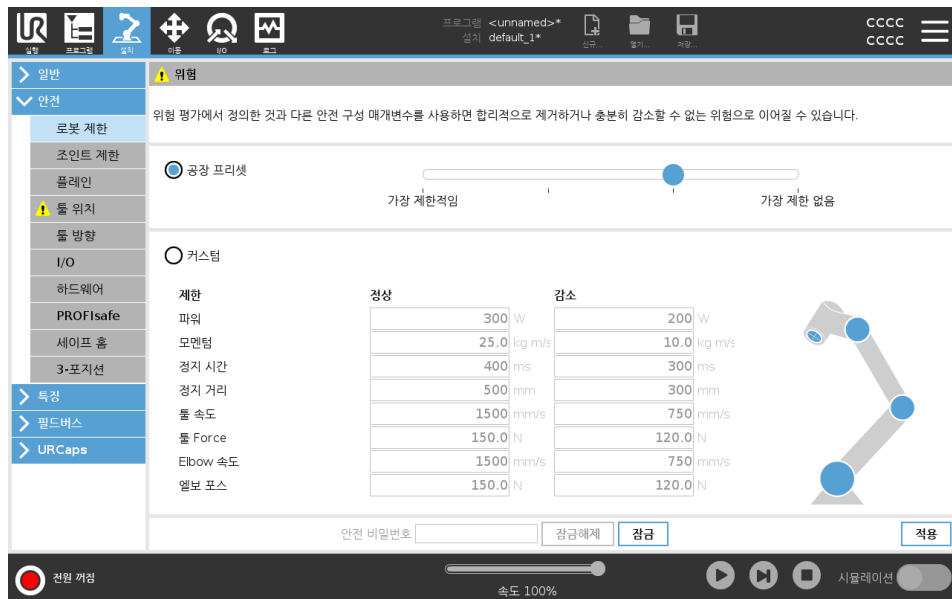 프로그램 <unnamed>*
설치 default_1*
신규...
열기...
저장...
CCCC
CCCC
실행
프로그램
설치
이동
I/O
로그
일반
안전
로봇 제한
조인트 제한
플레인
툴 위치
툴 방향
I/O
하드웨어
PROFIsafe
세이프 홈
3-포지션
특징
필드버스
URCaps
위험
위험 평가에서 정의한 것과 다른 안전 구성 매개변수를 사용하면 합리적으로 제거하거나 충분히 감소할 수 없는 위험으로 이어질 수 있습니다.
공장 프리셋
가장 제한적임
가장 제한 없음
커스텀
제한 정상 감소
파워 300 W 200 W
모멘텀 25.0 kg m/s 10.0 kg m/s
정지 시간 400 ms 300 ms
정지 거리 500 mm 300 mm
툴 속도 1500 mm/s 750 mm/s
툴 Force 150.0 N 120.0 N
Elbow 속도 1500 mm/s 750 mm/s
엘보 포스 150.0 N 120.0 N
안전 비밀번호 잠금해제 잠금 적용
전원 꺼짐
속도 100%
시뮬레이션